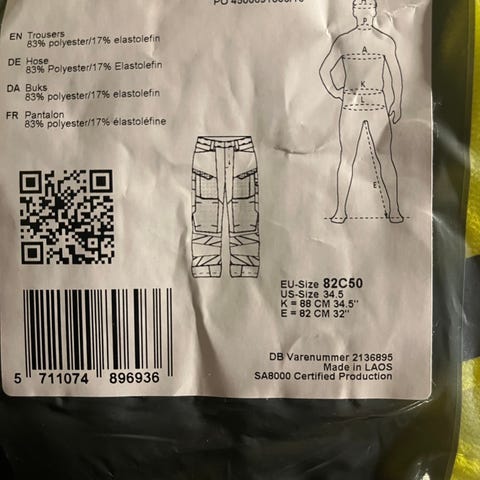 EN Trousers
83% polyester/17% elastolefin
DE Hose
83% Polyester/17% Elastolefin
DA Buks
83% polyester/17% elastolefin
FR Pantalon
83% polyester/17% élastoléfine
P
A
K
L
E
EU-Size 82C50
US-Size 34.5
K = 88 CM 34.5"
E = 82 CM 32"
5 711074 896936
DB Varenummer 2136895
Made in LAOS
SA8000 Certified Production